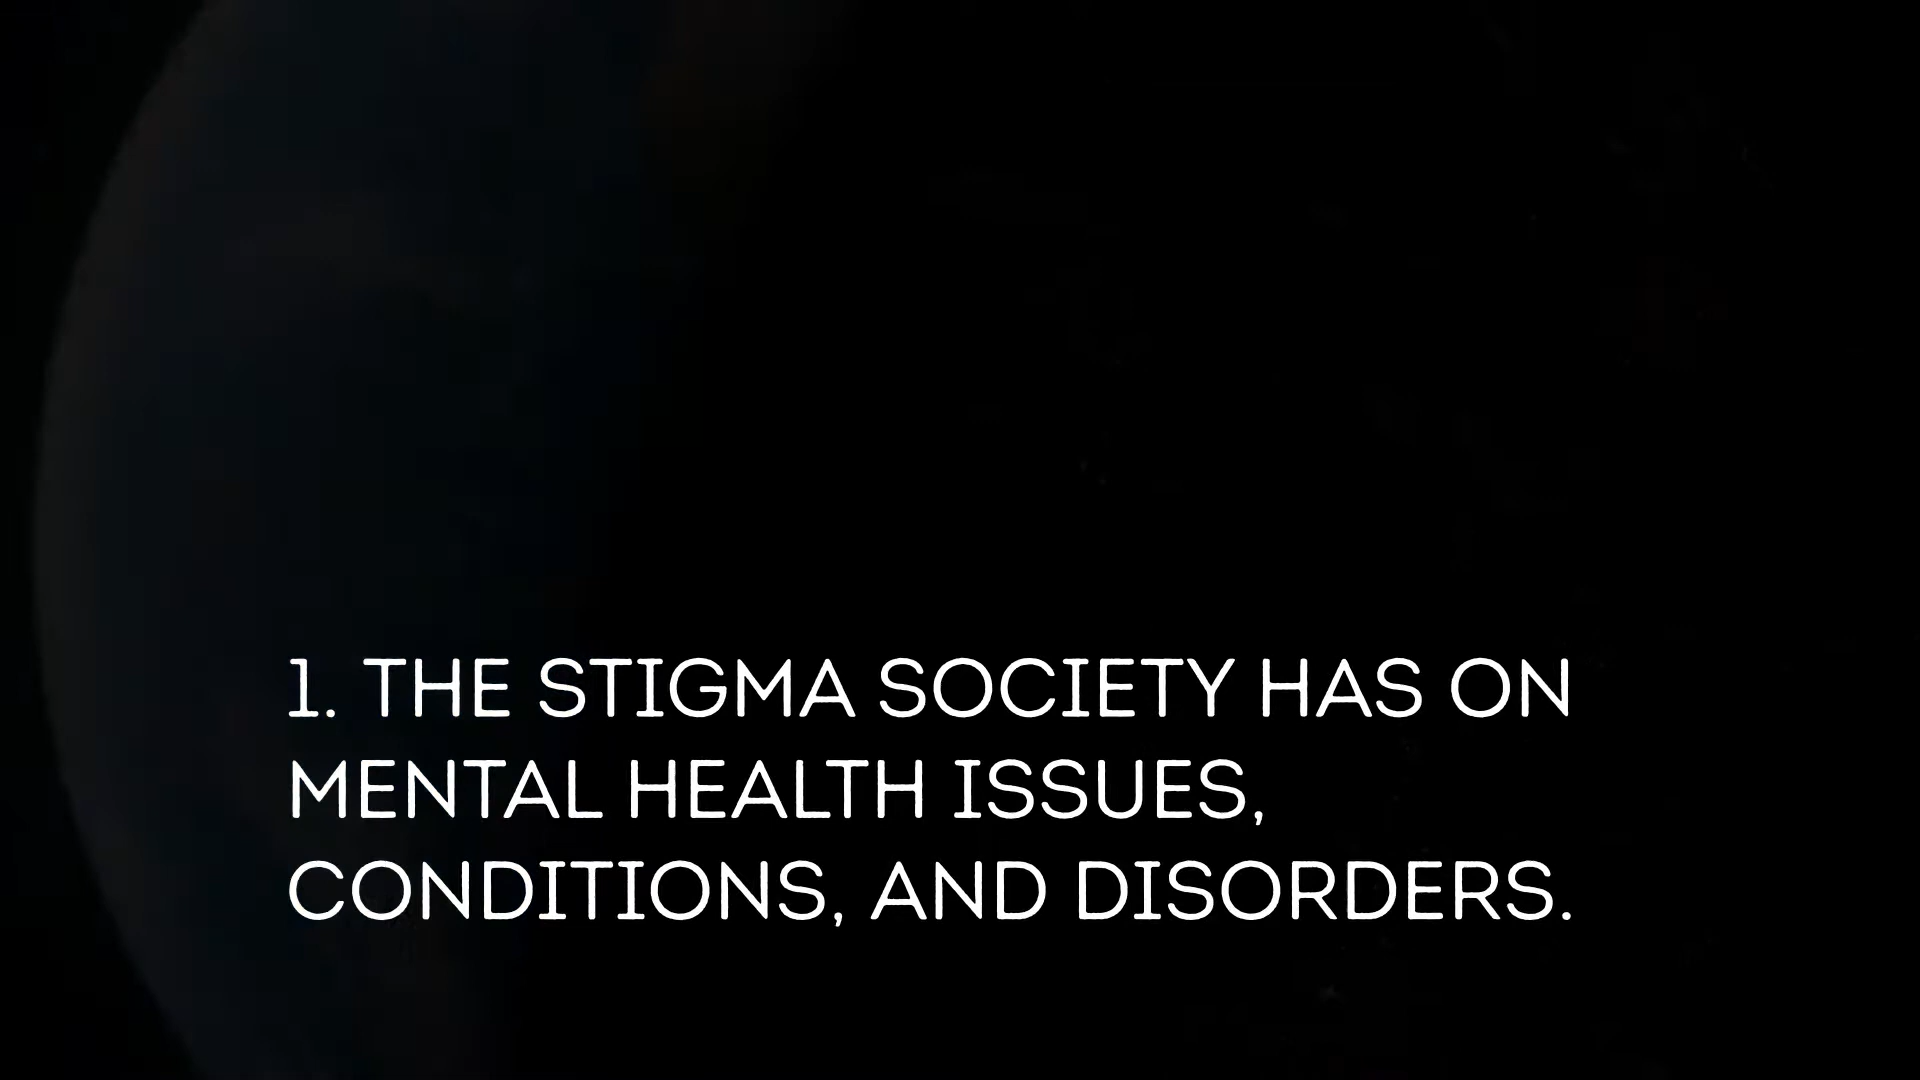 1. THE STIGMA SOCIETY HAS ON
MENTAL HEALTH ISSUES,
CONDITIONS, AND DISORDERS.